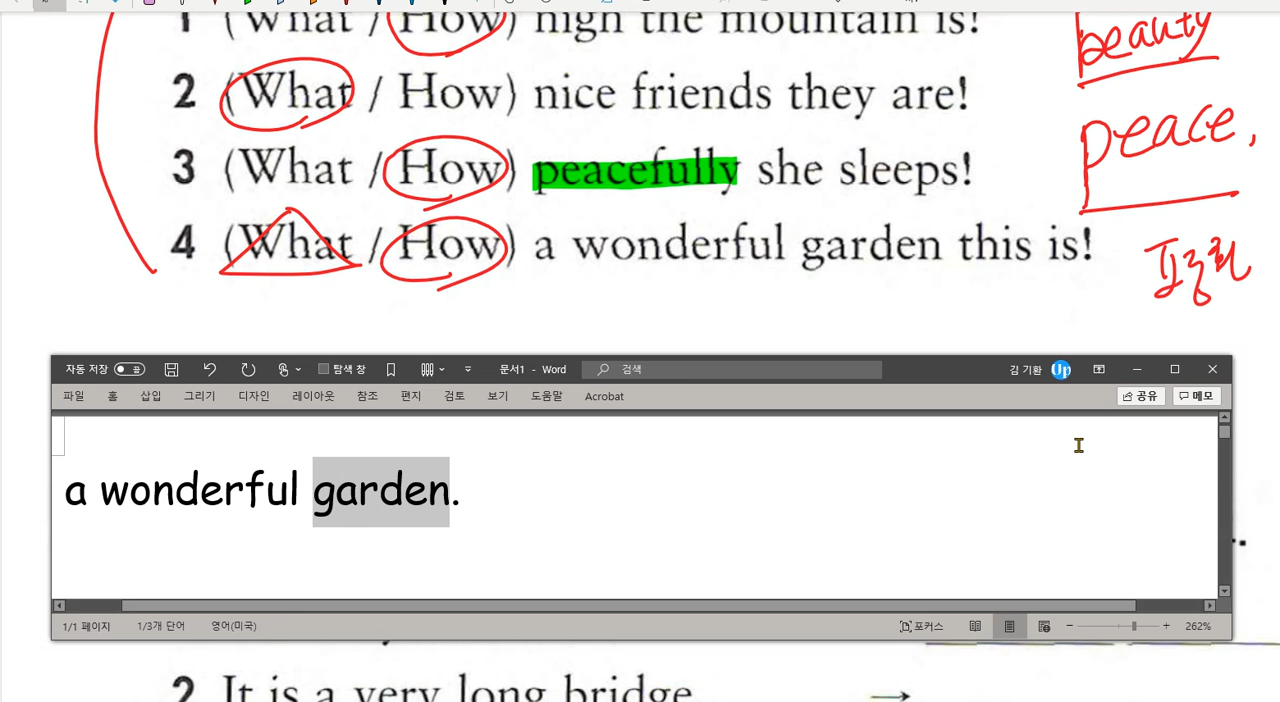 1 (What / How) high the mountain is!
beauty
2 (What / How) nice friends they are!
peace,
3 (What / How) peacefully she sleeps!
4 (What / How) a wonderful garden this is!
평화
자동 저장 끔 탐색 창 문서1 - Word 검색 김 기환 Up
파일 홈 삽입 그리기 디자인 레이아웃 참조 편지 검토 보기 도움말 Acrobat 공유 메모
a wonderful garden.
1/1 페이지 1/3개 단어 영어(미국) 포커스 262%
2 It is a very long bridge. →